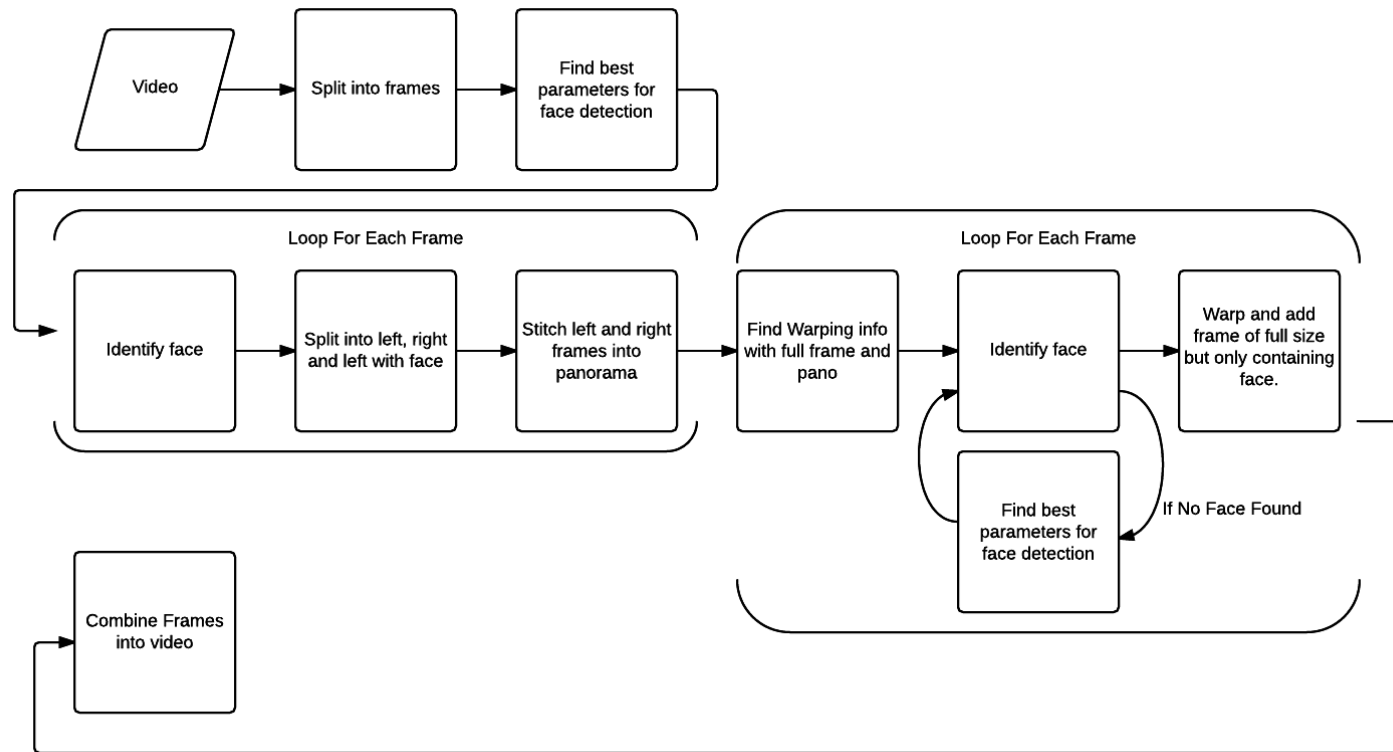 Video
Split into frames
Find best
parameters for
face detection
Loop For Each Frame
Identify face
Split into left, right
and left with face
Stitch left and right
frames into
panorama
Loop For Each Frame
Find Warping info
with full frame and
pano
Identify face
Warp and add
frame of full size
but only containing
face.
Find best
parameters for
face detection
If No Face Found
Combine Frames
into video